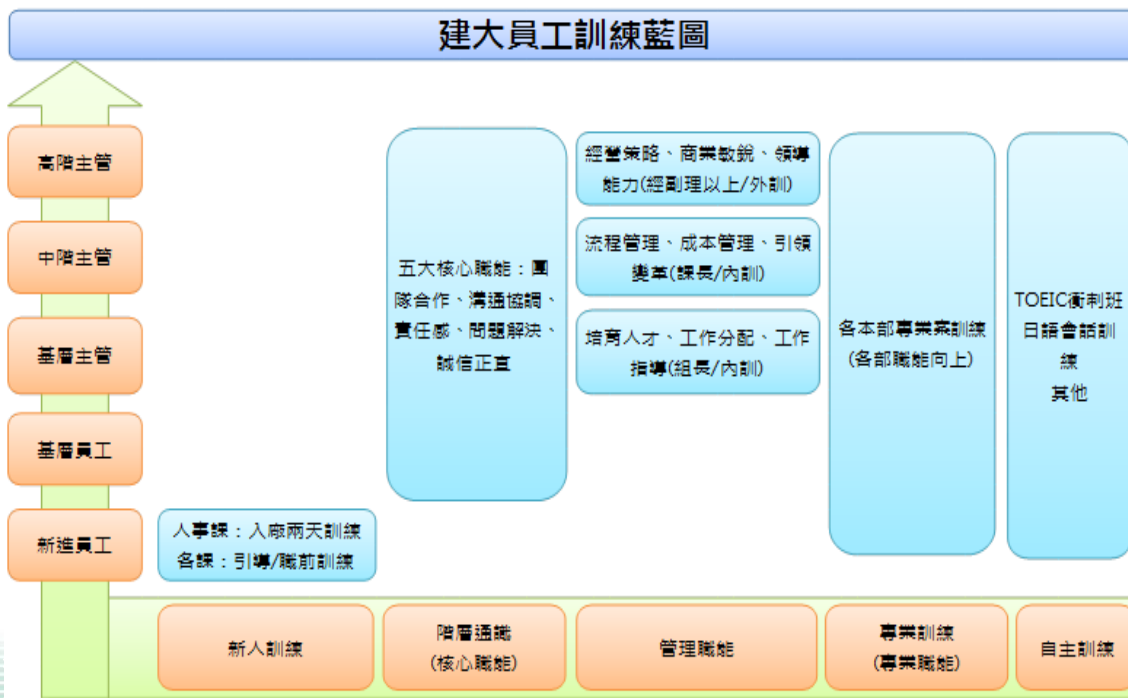 建大員工訓練藍圖
高階主管
中階主管
基層主管
基層員工
新進員工
人事課：入廠兩天訓練
各課：引導/職前訓練
五大核心職能：團
隊合作、溝通協調、
責任感、問題解決、
誠信正直
經營策略、商業敏銳、領導
能力(經副理以上/外訓)
流程管理、成本管理、引領
變革(課長/內訓)
培育人才、工作分配、工作
指導(組長/內訓)
各本部專業案訓練
(各部職能向上)
TOEIC衝刺班
日語會話訓
練
其他
新人訓練
階層通識
(核心職能)
管理職能
專業訓練
(專業職能)
自主訓練